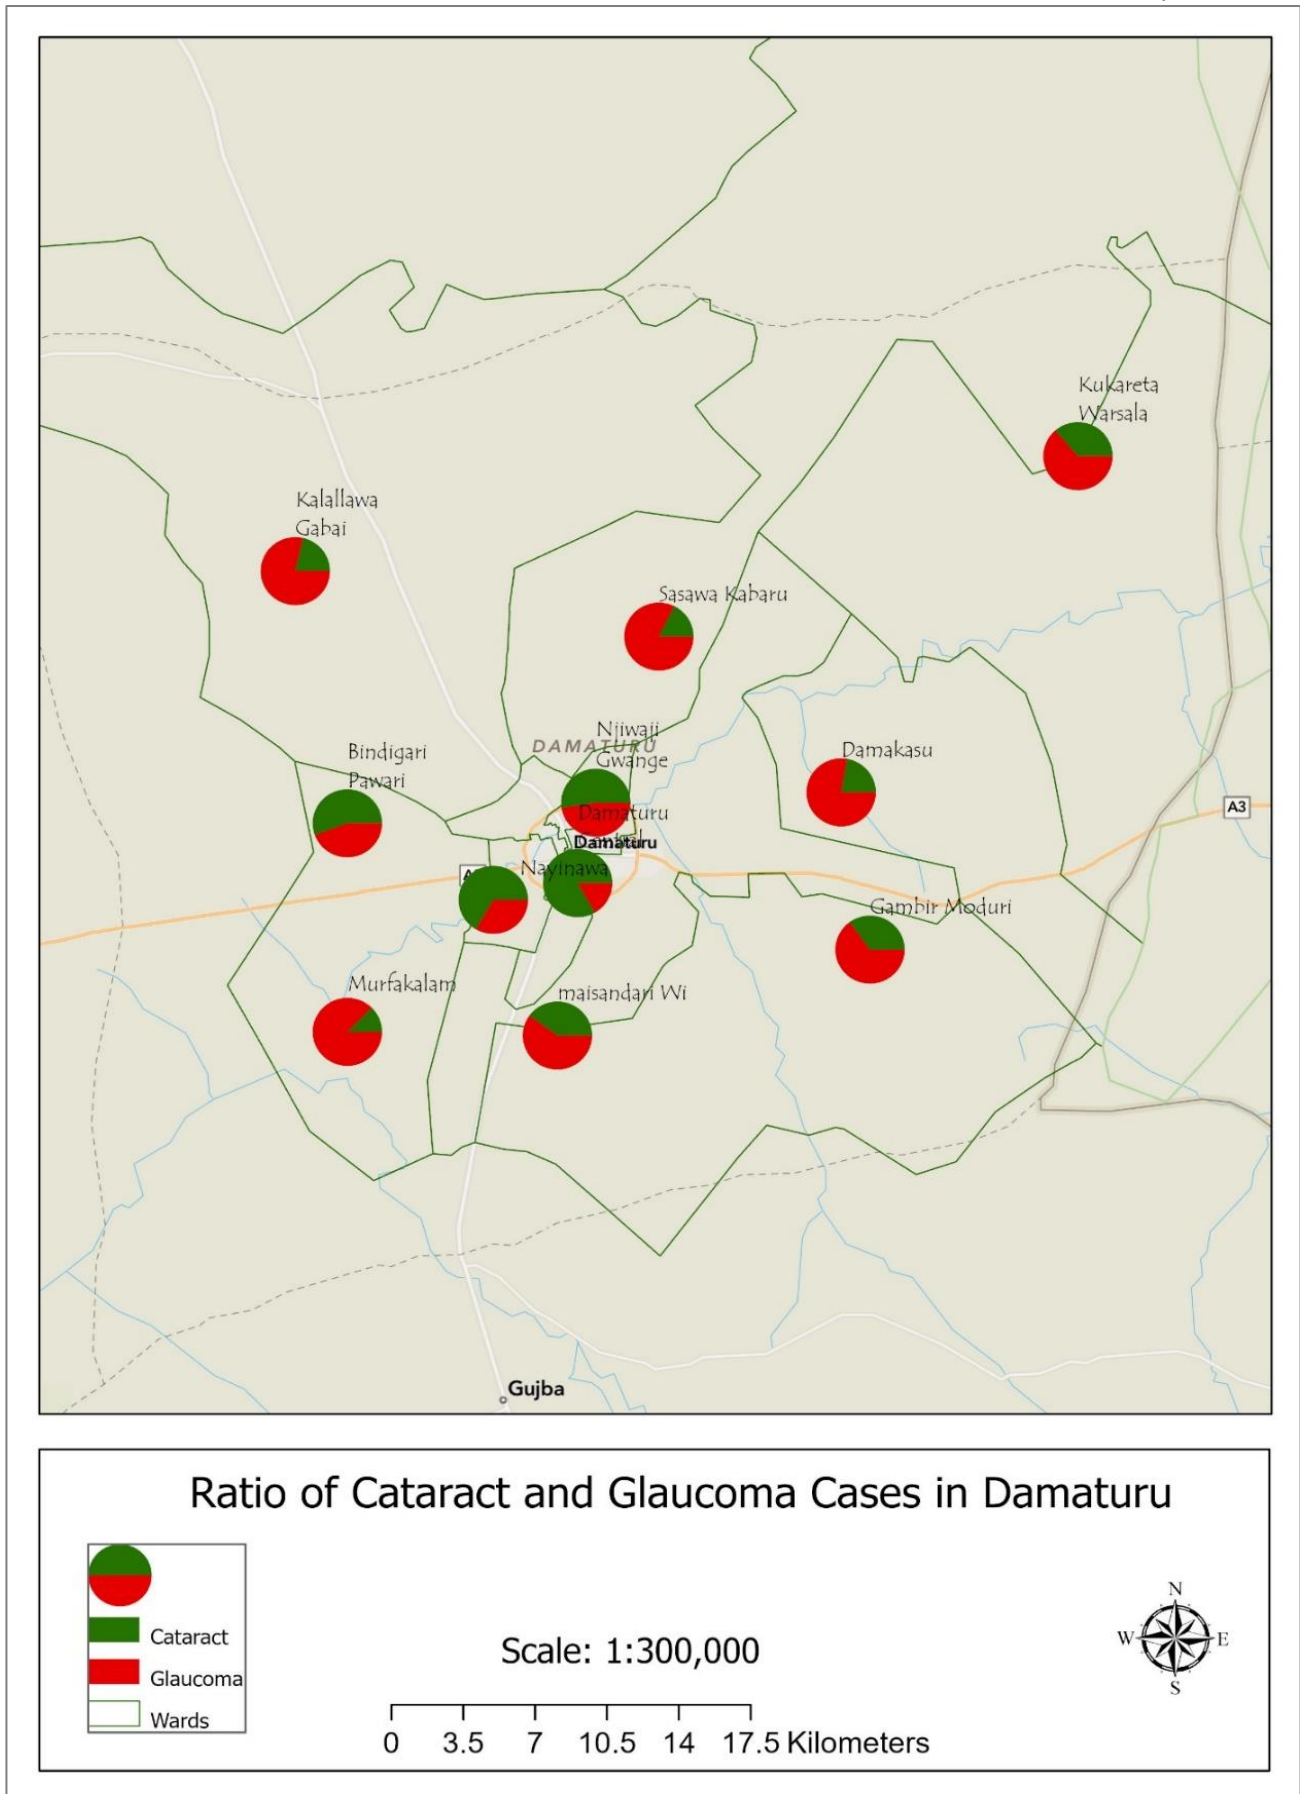 Kukareta
Warsala
Kalallawa
Gabai
Sasawa Kabaru
Njiwaji
DAMATURU
Gwange
Bindigari
Pawari
Damakasu
A3
Damaturu
Damaturu
Nayinawa
Gambir Moduri
Murfakalam
maisandari Wi
Gujba
Ratio of Cataract and Glaucoma Cases in Damaturu
Cataract
Glaucoma
Wards
Scale: 1:300,000
0 3.5 7 10.5 14 17.5 Kilometers
N
W E
S